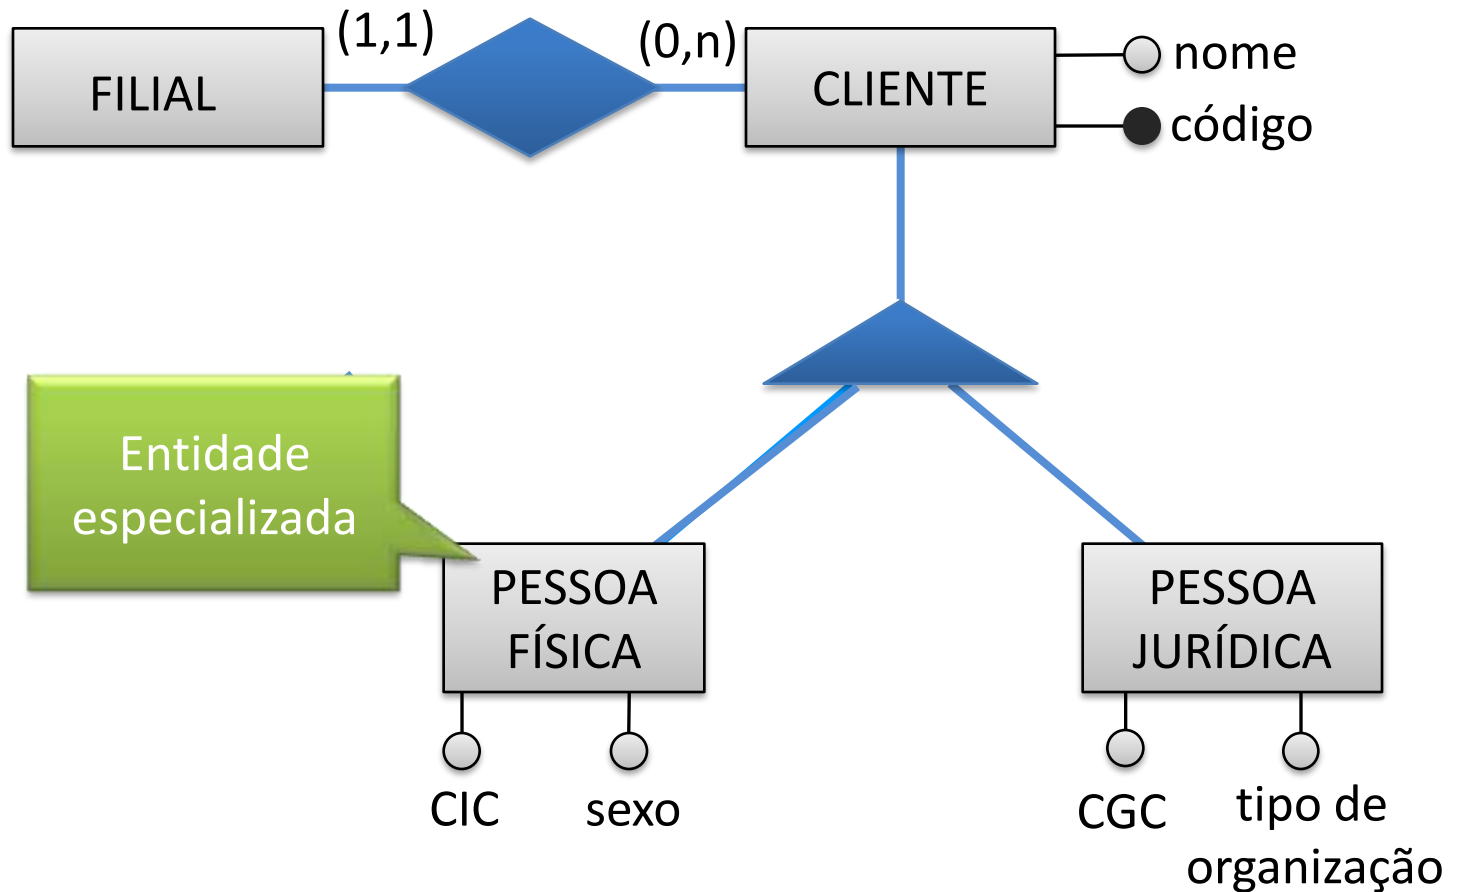 (1,1)
(0,n)
FILIAL
CLIENTE
nome
código
Entidade
especializada
PESSOA
FÍSICA
PESSOA
JURÍDICA
CIC
sexo
CGC
tipo de
organização